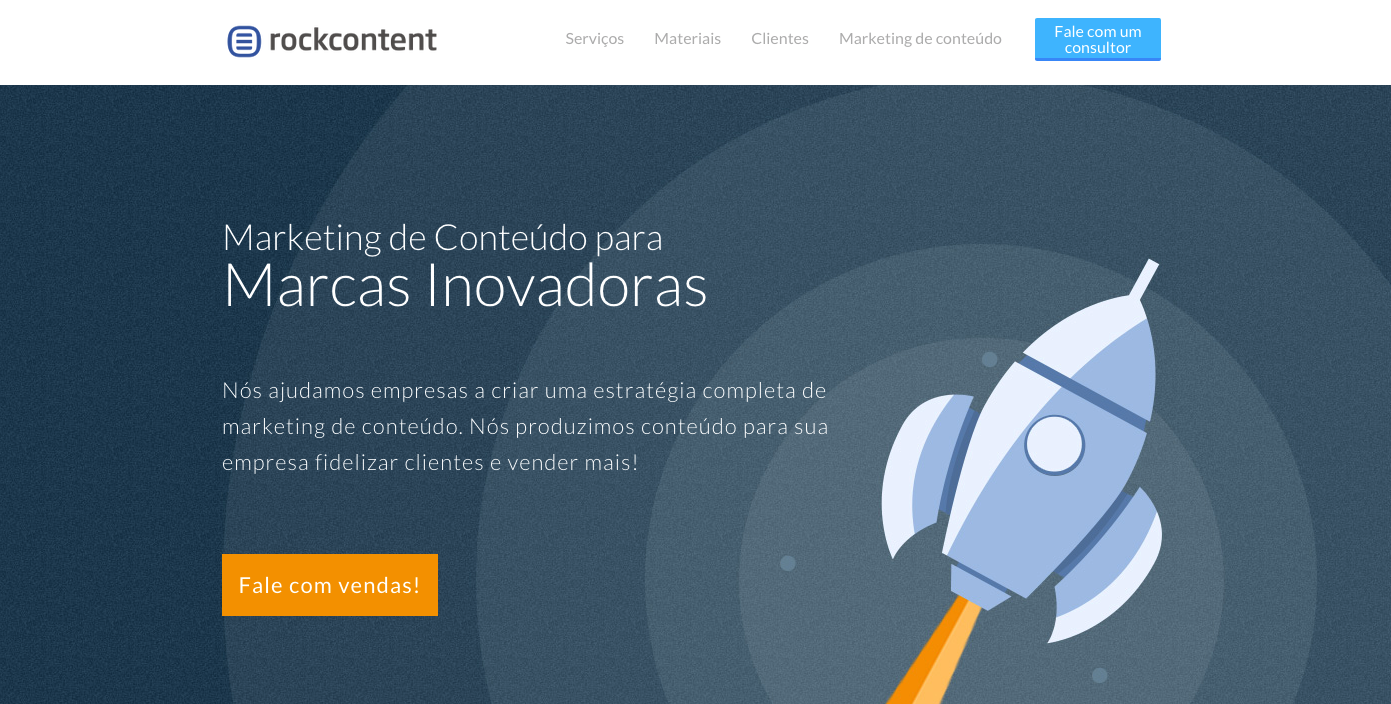 rockcontent
Serviços
Materiais
Clientes
Marketing de conteúdo
Fale com um
consultor
Marketing de Conteúdo para
Marcas Inovadoras
Nós ajudamos empresas a criar uma estratégia completa de
marketing de conteúdo. Nós produzimos conteúdo para sua
empresa fidelizar clientes e vender mais!
Fale com vendas!